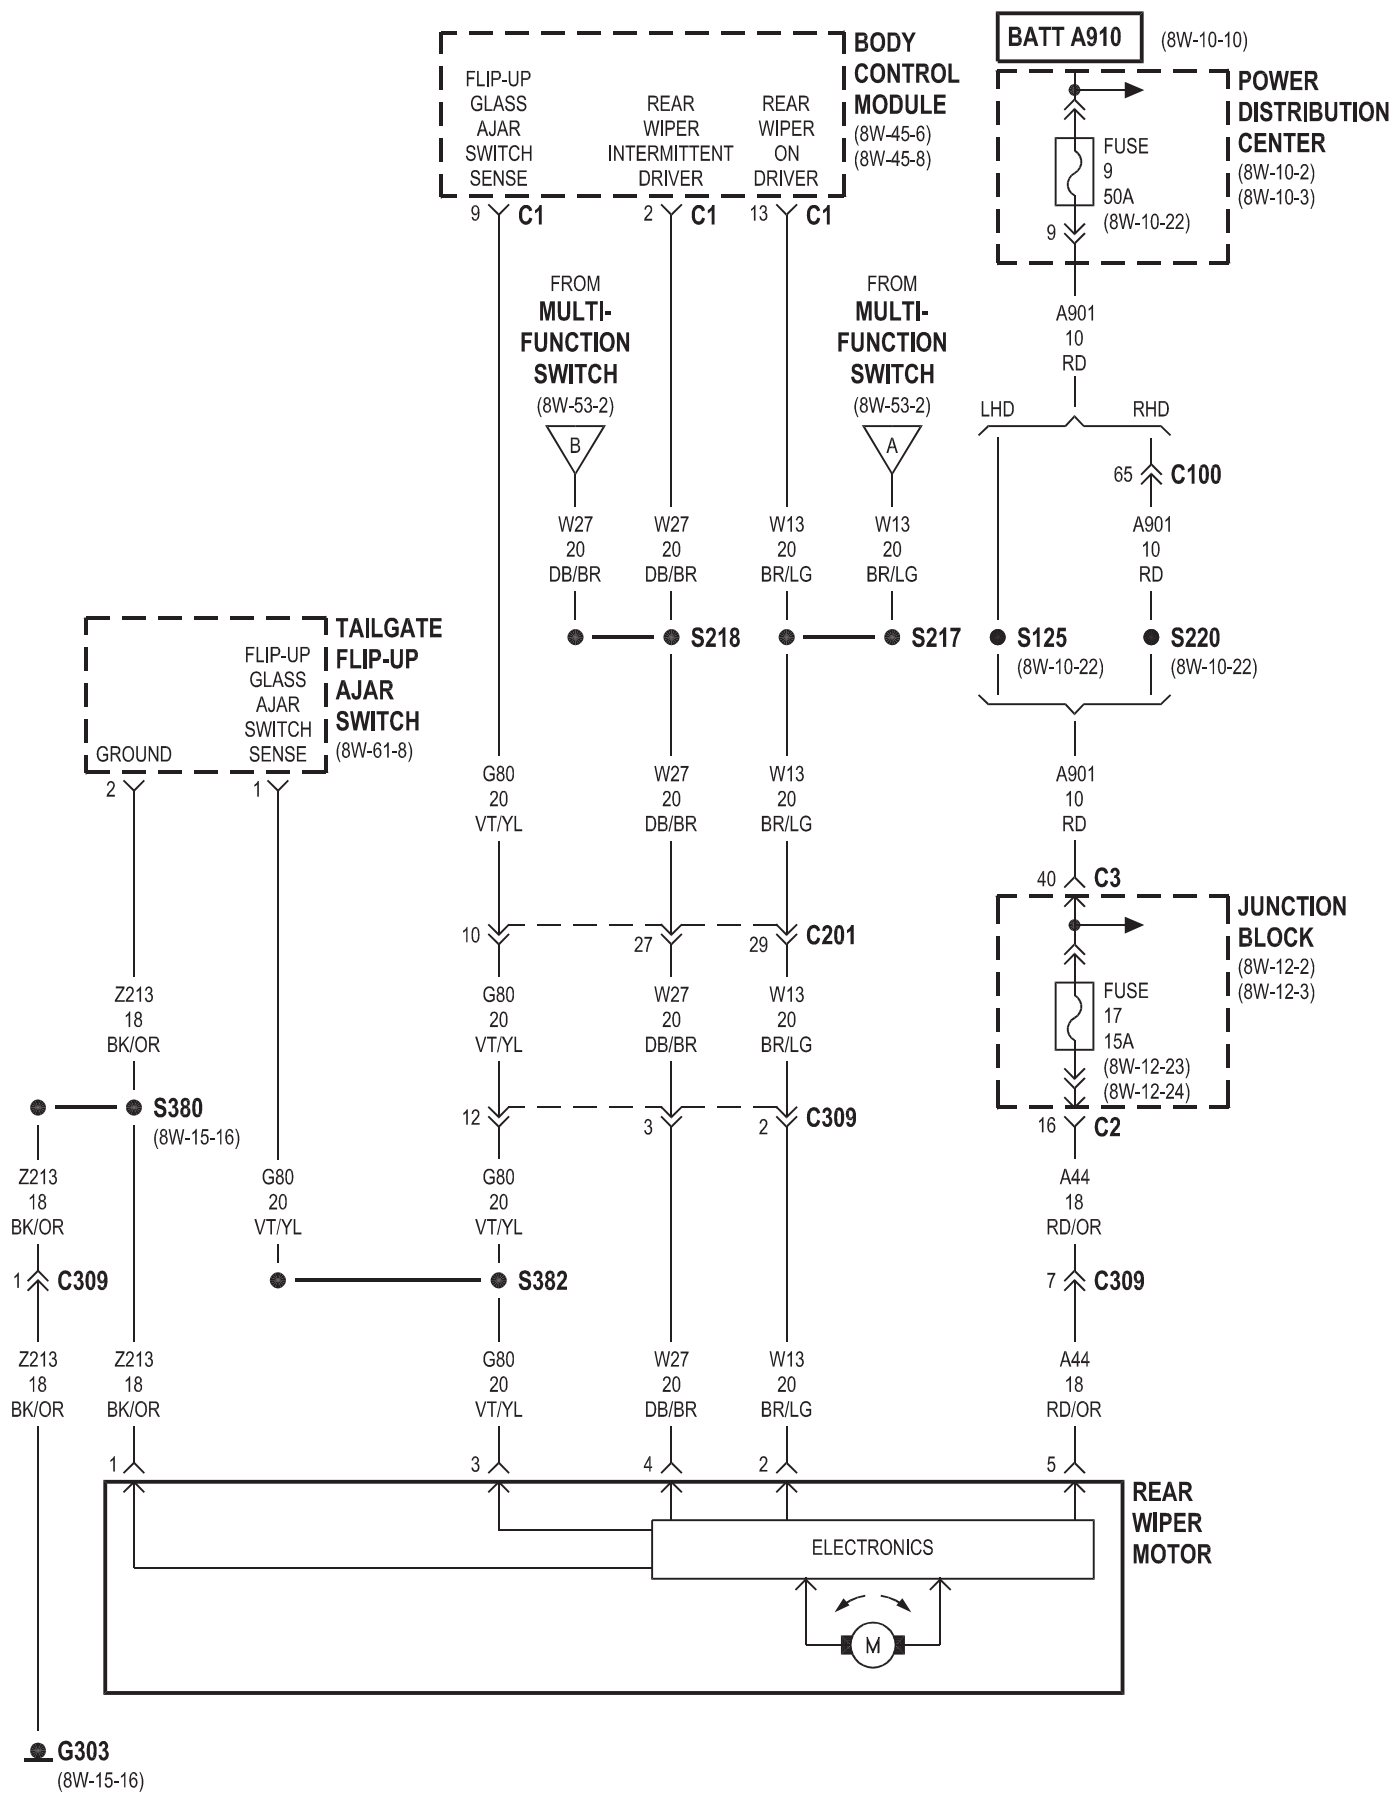 BATT A910
(8W-10-10)
BODY
CONTROL
MODULE
(8W-45-6)
(8W-45-8)
FLIP-UP
GLASS
AJAR
SWITCH
SENSE
REAR
WIPER
INTERMITTENT
DRIVER
REAR
WIPER
ON
DRIVER
POWER
DISTRIBUTION
CENTER
(8W-10-2)
(8W-10-3)
FUSE
9
50A
(8W-10-22)
9
9 C1
2 C1
13 C1
FROM
MULTI-
FUNCTION
SWITCH
(8W-53-2)
B
FROM
MULTI-
FUNCTION
SWITCH
(8W-53-2)
A
A901
10
RD
LHD
RHD
65 C100
W27
20
DB/BR
W27
20
DB/BR
W13
20
BR/LG
W13
20
BR/LG
A901
10
RD
S218
S217
S125
(8W-10-22)
S220
(8W-10-22)
TAILGATE
FLIP-UP
AJAR
SWITCH
(8W-61-8)
FLIP-UP
GLASS
AJAR
SWITCH
SENSE
GROUND
2
1
G80
20
VT/YL
W27
20
DB/BR
W13
20
BR/LG
A901
10
RD
40 C3
JUNCTION
BLOCK
(8W-12-2)
(8W-12-3)
FUSE
17
15A
(8W-12-23)
(8W-12-24)
16 C2
10
27
29
C201
Z213
18
BK/OR
G80
20
VT/YL
W27
20
DB/BR
W13
20
BR/LG
S380
(8W-15-16)
12
3
2
C309
Z213
18
BK/OR
G80
20
VT/YL
G80
20
VT/YL
A44
18
RD/OR
1 C309
S382
7 C309
Z213
18
BK/OR
Z213
18
BK/OR
G80
20
VT/YL
W27
20
DB/BR
W13
20
BR/LG
A44
18
RD/OR
1
3
4
2
5
REAR
WIPER
MOTOR
ELECTRONICS
M
G303
(8W-15-16)